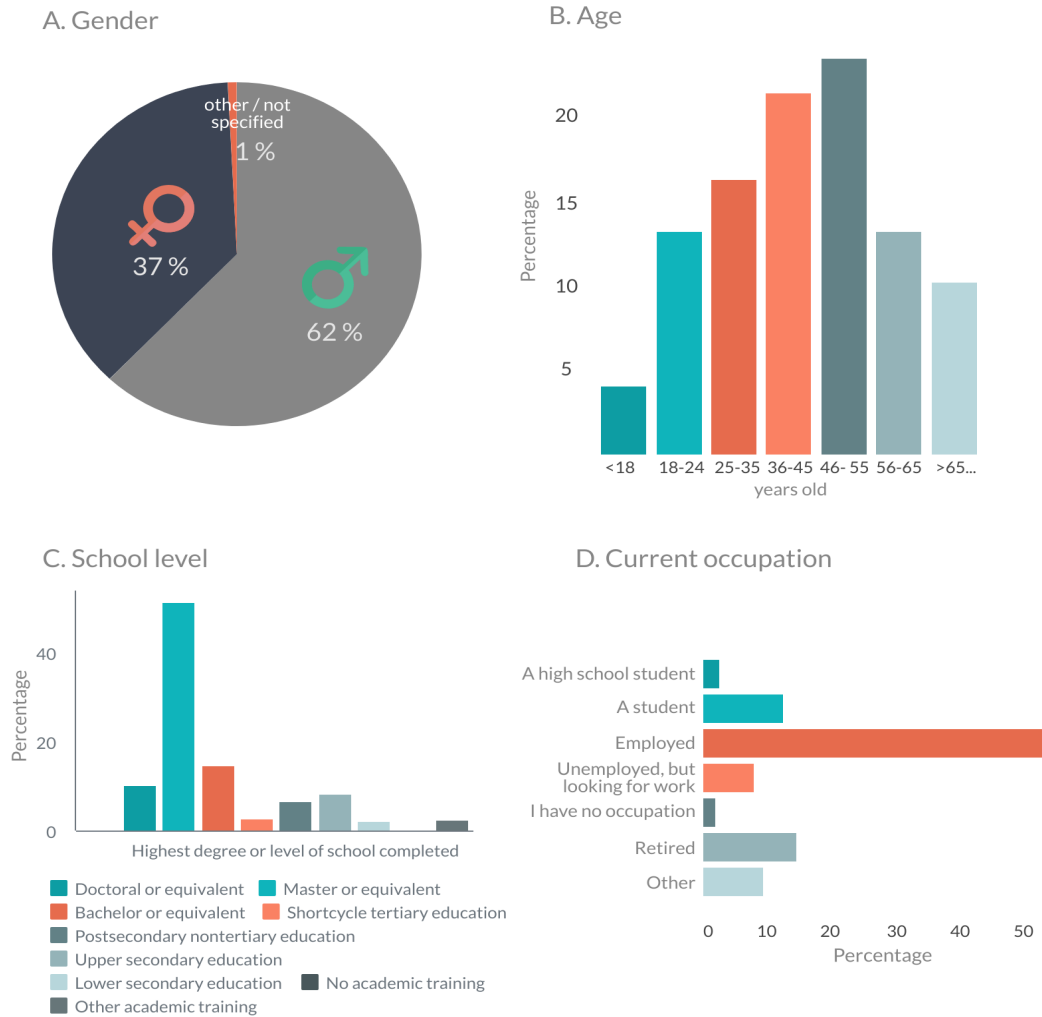 A. Gender
other / not
specified
1 %
37 %
62 %
B. Age
Percentage
20
15
10
5
<18 18-24 25-35 36-45 46- 55 56-65 >65...
years old
C. School level
Percentage
40
20
0
Highest degree or level of school completed
Doctoral or equivalent Master or equivalent
Bachelor or equivalent Shortcycle tertiary education
Postsecondary nontertiary education
Upper secondary education
Lower secondary education No academic training
Other academic training
D. Current occupation
A high school student
A student
Employed
Unemployed, but
looking for work
I have no occupation
Retired
Other
0 10 20 30 40 50
Percentage